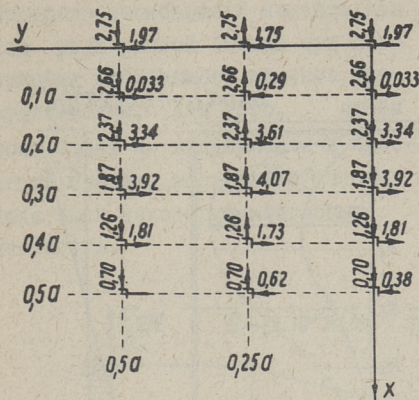 2,75 2,75 2,75
y 1,97 1,75 1,97
2,66 2,66 2,66
0,1a 0,033 0,29 0,033
2,37 2,37 2,37
0,2a 3,34 3,61 3,34
1,87 1,87 1,87
0,3a 3,92 4,07 3,92
1,26 1,26 1,26
0,4a 1,81 1.73 1,81
0,70 0,70 0,70
0,5a 0,62 0,38
0,5a 0,25a
x